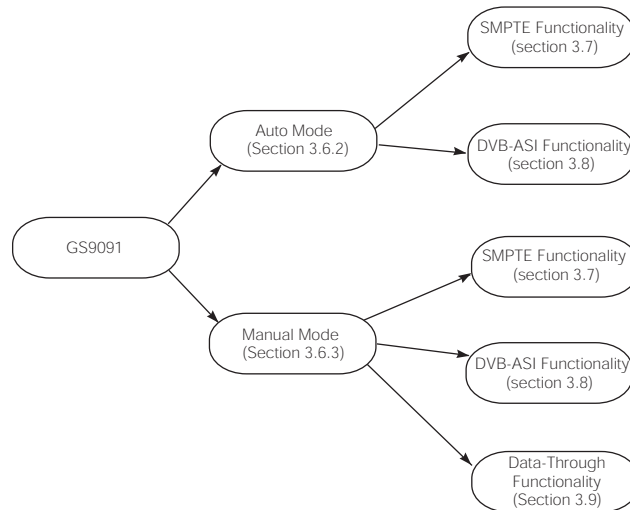 SMPTE Functionality
(section 3.7)
Auto Mode
(Section 3.6.2)
DVB-ASI Functionality
(section 3.8)
GS9091
SMPTE Functionality
(section 3.7)
Manual Mode
(Section 3.6.3)
DVB-ASI Functionality
(section 3.8)
Data-Through
Functionality
(Section 3.9)